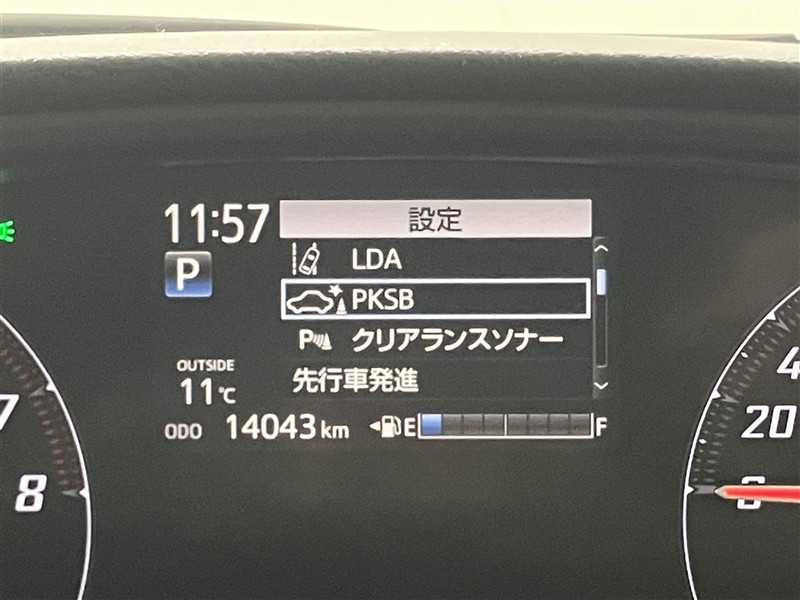 11:57
設定
LDA
P
PKSB
P クリアランスソナー
OUTSIDE
11℃
先行車発進
ODO 14043 km
E F
7
8
4
20
0